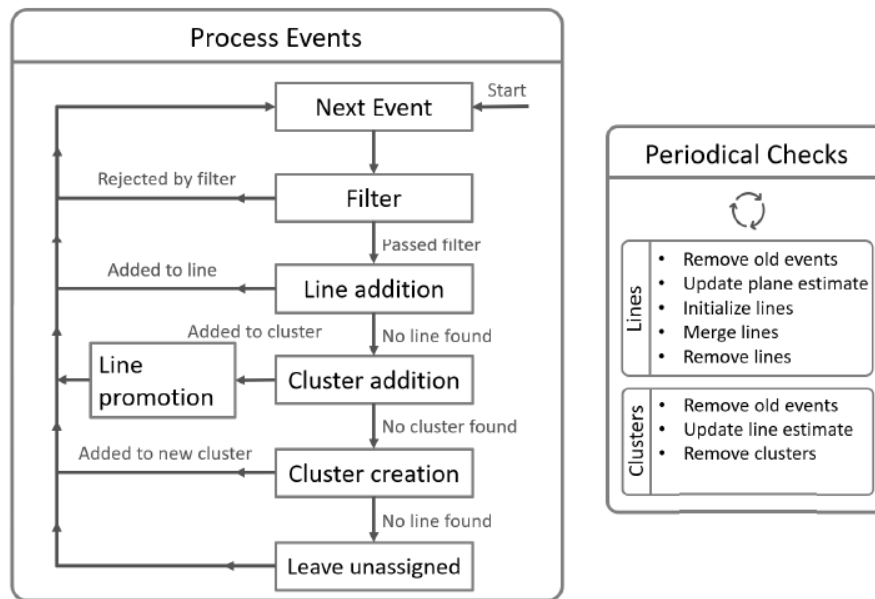 Process Events
Start
Next Event
Rejected by filter
Filter
Passed filter
Added to line
Line addition
Added to cluster
No line found
Line
promotion
Cluster addition
No cluster found
Added to new cluster
Cluster creation
No line found
Leave unassigned
Periodical Checks
Lines
• Remove old events
• Update plane estimate
• Initialize lines
• Merge lines
• Remove lines
Clusters
• Remove old events
• Update line estimate
• Remove clusters